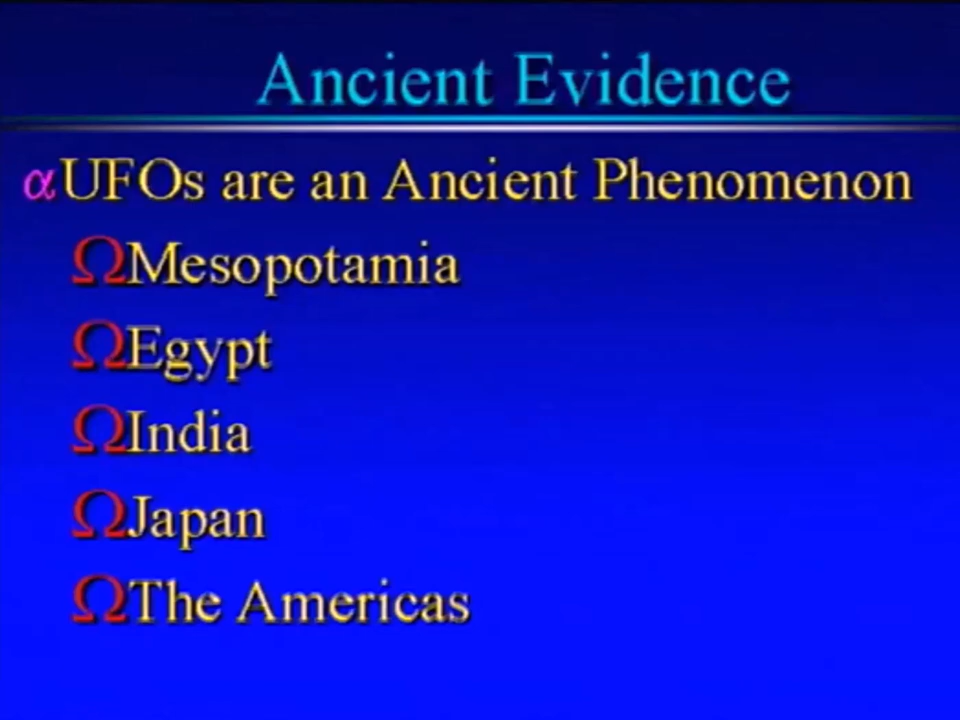 Ancient Evidence
αUFOs are an Ancient Phenomenon
ΩMesopotamia
ΩEgypt
ΩIndia
ΩJapan
ΩThe Americas